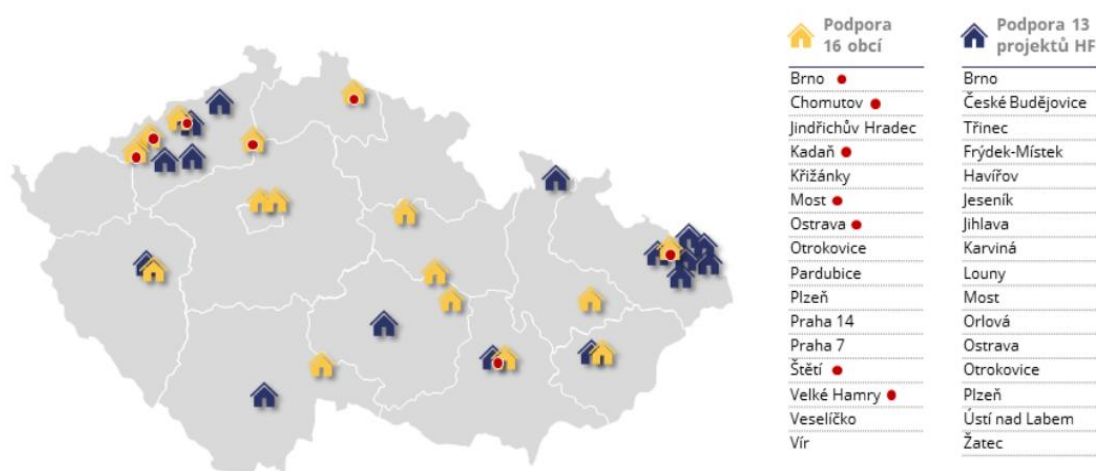 Podpora
16 obcí
Brno
Chomutov
Jindřichův Hradec
Kadaň
Křižánky
Most
Ostrava
Otrokovice
Pardubice
Plzeň
Praha 14
Praha 7
Štětí
Velké Hamry
Veselíčko
Vír
Podpora 13
projektů HF
Brno
České Budějovice
Třinec
Frýdek-Místek
Havířov
Jeseník
Jihlava
Karviná
Louny
Most
Orlová
Ostrava
Otrokovice
Plzeň
Ústí nad Labem
Žatec